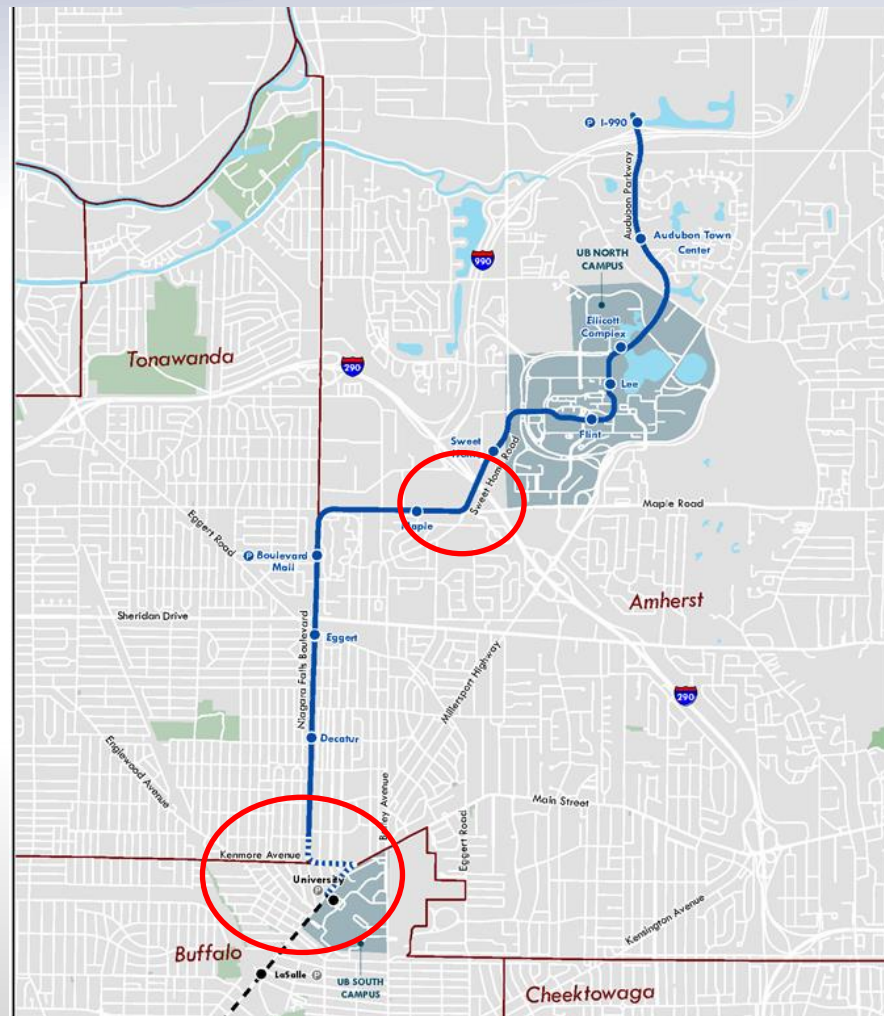 P I-990
Audubon Parkway
Audubon Town
Center
UB NORTH
CAMPUS
990
Ellicott
Complex
Tonawanda
290
Lee
Flint
Sweet
Sweet Home Road
Maple Road
Maple
Eggert Road
P Boulevard
Mall
Amherst
Sheridan Drive
Niagara Falls Boulevard
Eggert
Millersport Highway
290
Decatur
Englewood Avenue
Main Street
Avenue
Eggert Road
Kenmore Avenue
University
P
Kensington Avenue
Buffalo
LaSalle P
UB SOUTH
CAMPUS
Cheektowaga